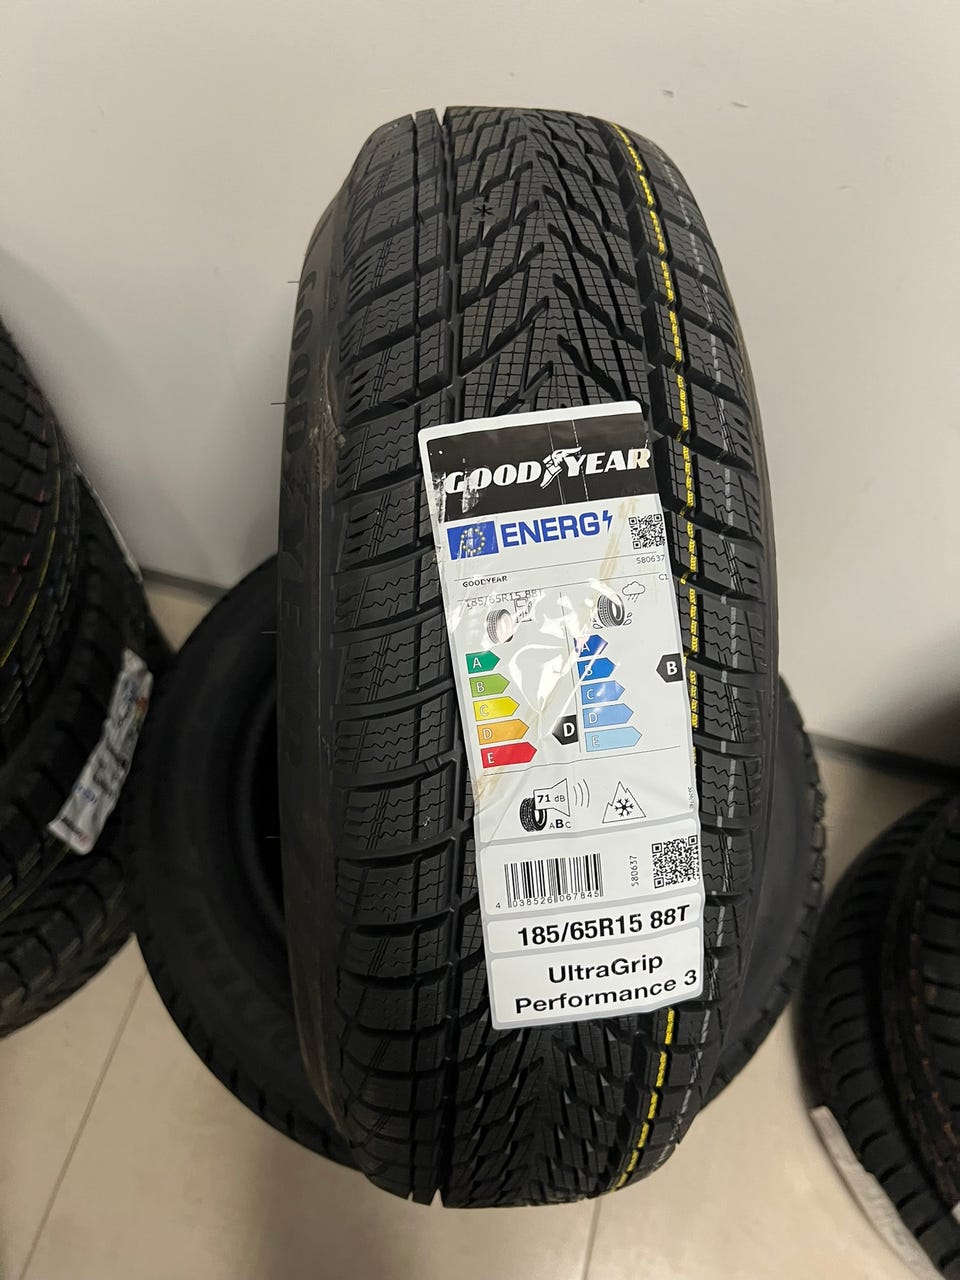 GOODYEAR
ENERG
580637
GOODYEAR
C1
185/65R15 88T
A
B
C
D
E
D
A
B
C
D
E
B
71 dB
ABC
580637
4 038526 067845
185/65R15 88T
UltraGrip
Performance 3